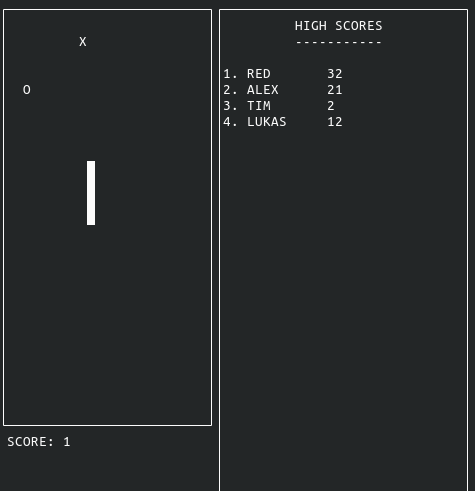 X
O
SCORE: 1
HIGH SCORES
-----------
1. RED 32
2. ALEX 21
3. TIM 2
4. LUKAS 12